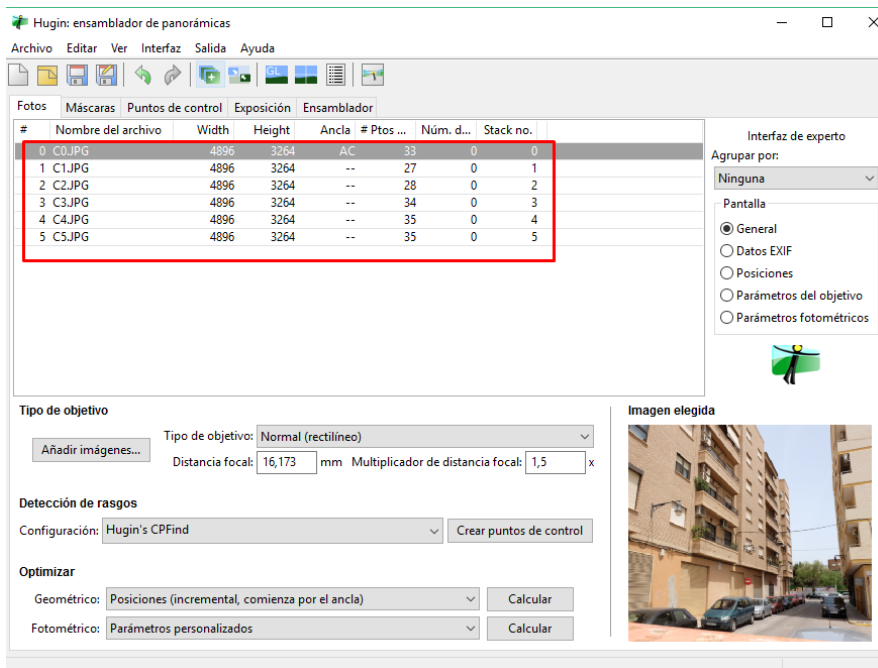 Hugin: ensamblador de panorámicas
Archivo Editar Ver Interfaz Salida Ayuda
GL
Fotos Máscaras Puntos de control Exposición Ensamblador
# Nombre del archivo Width Height Ancla # Ptos ... Núm. d... Stack no.
0 C0.JPG 4896 3264 AC 33 0 0
1 C1.JPG 4896 3264 -- 27 0 1
2 C2.JPG 4896 3264 -- 28 0 2
3 C3.JPG 4896 3264 -- 34 0 3
4 C4.JPG 4896 3264 -- 35 0 4
5 C5.JPG 4896 3264 -- 35 0 5
Interfaz de experto
Agrupar por:
Ninguna
Pantalla
General
Datos EXIF
Posiciones
Parámetros del objetivo
Parámetros fotométricos
Tipo de objetivo
Añadir imágenes...
Tipo de objetivo: Normal (rectilíneo)
Distancia focal: 16,173 mm Multiplicador de distancia focal: 1,5 x
Detección de rasgos
Configuración: Hugin's CPFind Crear puntos de control
Optimizar
Geométrico: Posiciones (incremental, comienza por el ancla) Calcular
Fotométrico: Parámetros personalizados Calcular
Imagen elegida